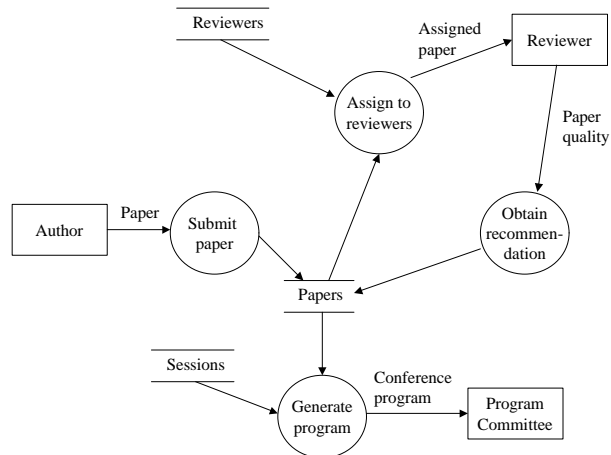 Reviewers
Assigned
paper
Reviewer
Assign to
reviewers
Paper
quality
Author
Paper
Submit
paper
Obtain
recommen-
dation
Papers
Sessions
Generate
program
Conference
program
Program
Committee